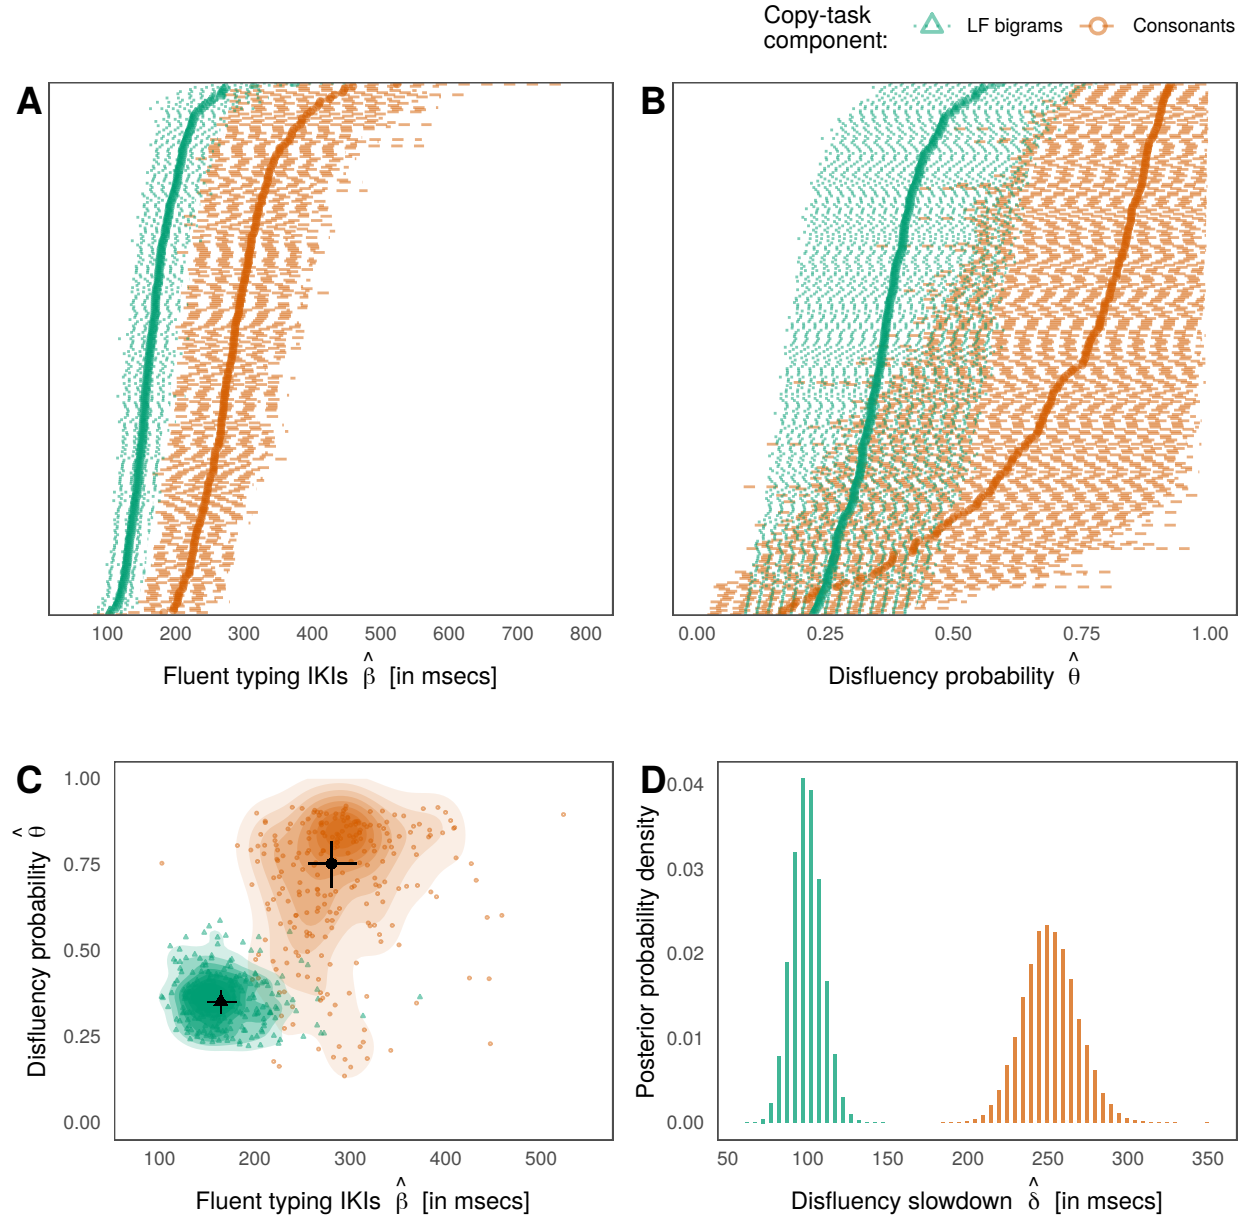 Copy-task
component: LF bigrams Consonants
A
100 200 300 400 500 600 700 800
Fluent typing IKIs β̂ [in msecs]
B
0.00 0.25 0.50 0.75 1.00
Disfluency probability θ̂
C
1.00
0.75
0.50
0.25
0.00
Disfluency probability θ̂
100 200 300 400 500
Fluent typing IKIs β̂ [in msecs]
D
0.04
0.03
0.02
0.01
0.00
Posterior probability density
50 100 150 200 250 300 350
Disfluency slowdown δ̂ [in msecs]